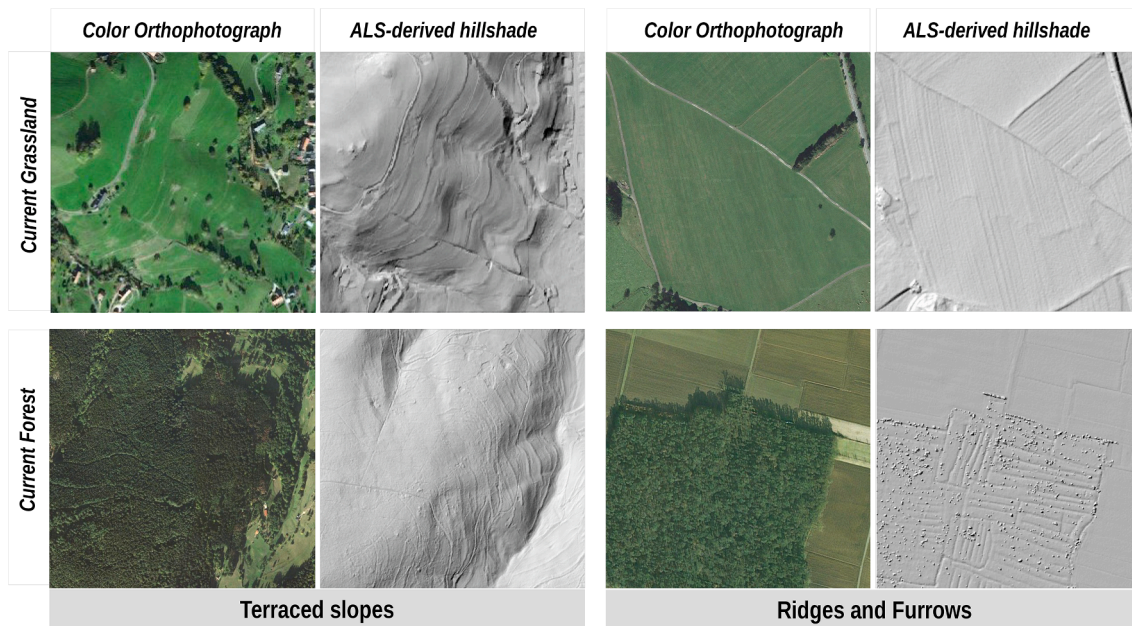 Color Orthophotograph
ALS-derived hillshade
Color Orthophotograph
ALS-derived hillshade
Current Grassland
Current Forest
Terraced slopes
Ridges and Furrows